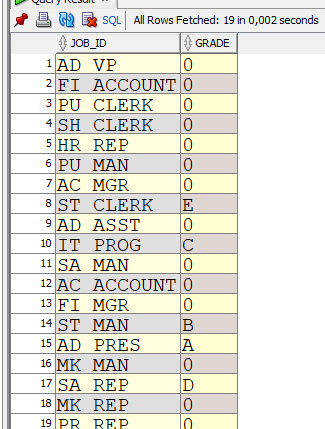 Query Result ×
SQL | All Rows Fetched: 19 in 0,002 seconds
JOB_ID GRADE
1 AD VP 0
2 FI ACCOUNT 0
3 PU CLERK 0
4 SH CLERK 0
5 HR REP 0
6 PU MAN 0
7 AC MGR 0
8 ST CLERK E
9 AD ASST 0
10 IT PROG C
11 SA MAN 0
12 AC ACCOUNT 0
13 FI MGR 0
14 ST MAN B
15 AD PRES A
16 MK MAN 0
17 SA REP D
18 MK REP 0
19 PR REP 0